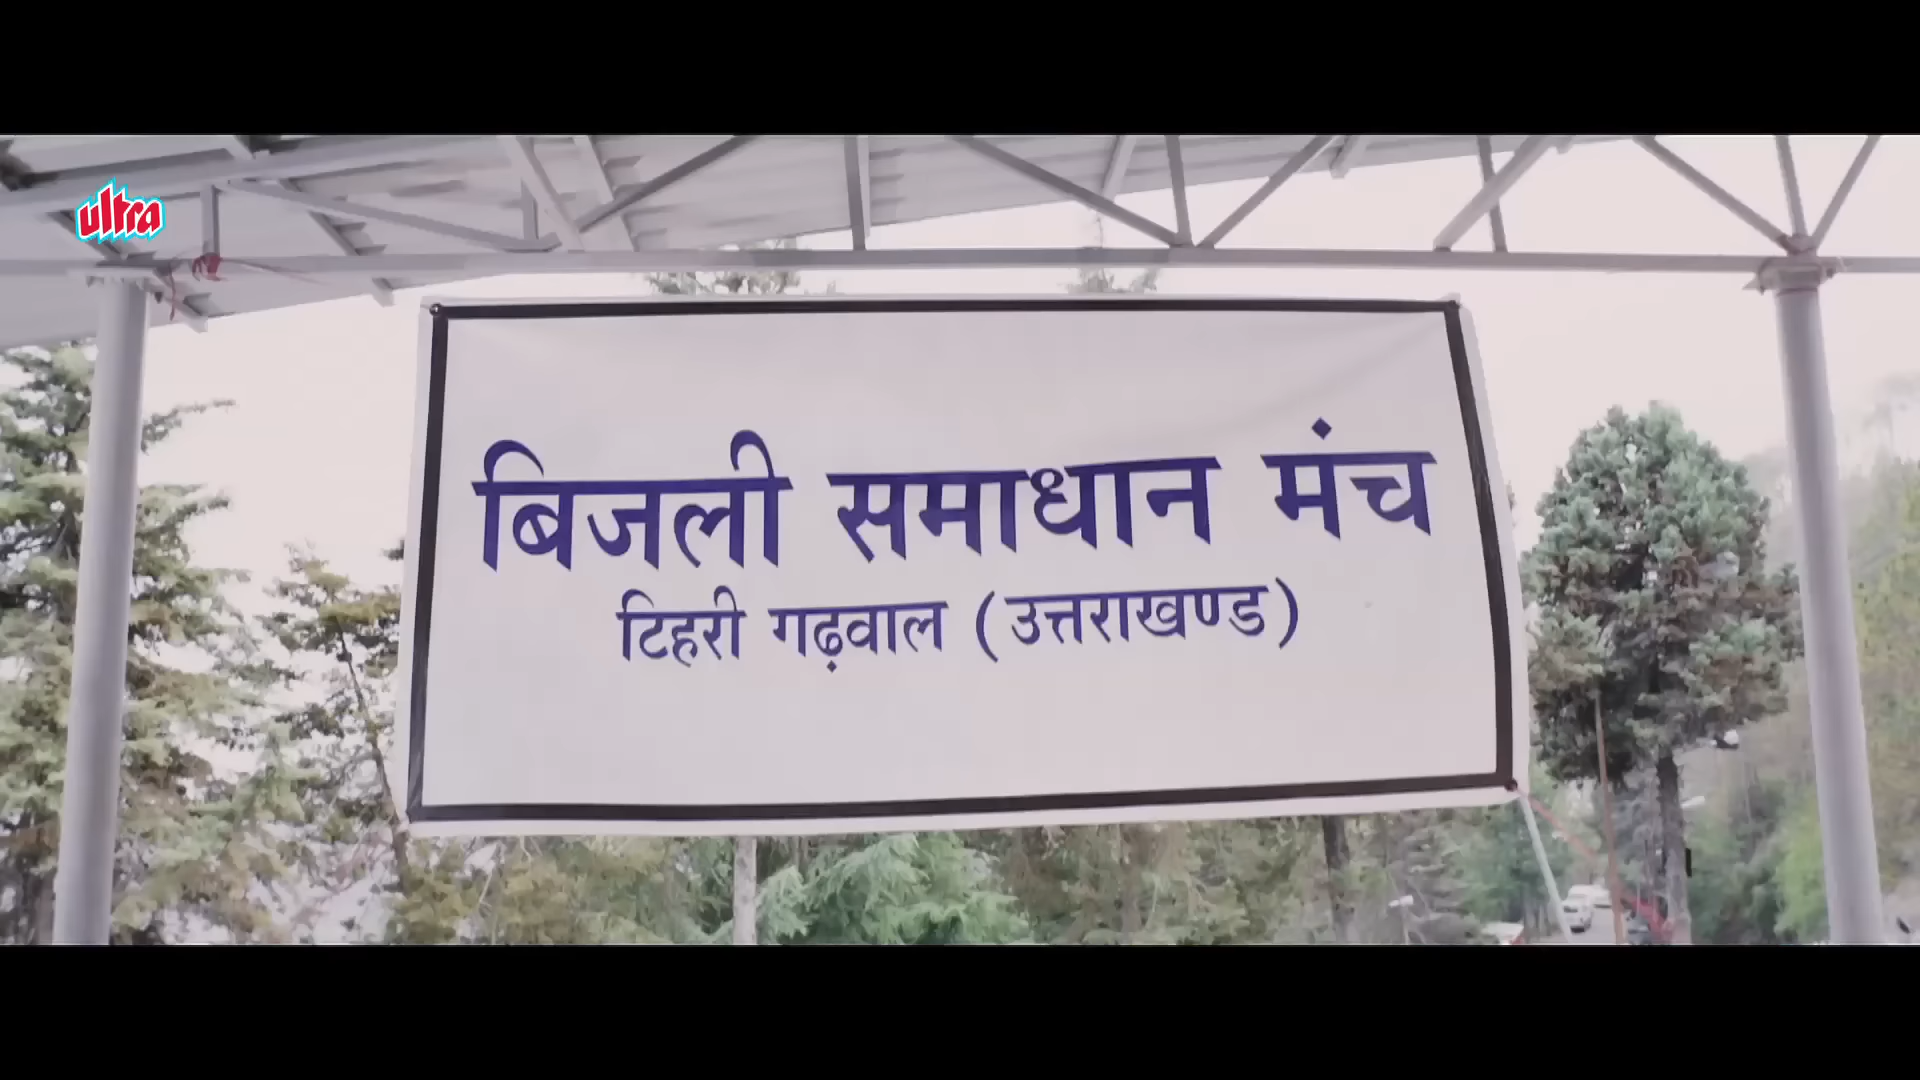 ultra
बिजली समाधान मंच
टिहरी गढ़वाल (उत्तराखण्ड)